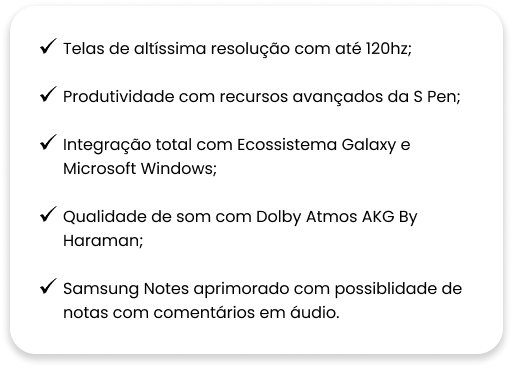 Telas de altíssima resolução com até 120hz;
Produtividade com recursos avançados da S Pen;
Integração total com Ecossistema Galaxy e
Microsoft Windows;
Qualidade de som com Dolby Atmos AKG By
Haraman;
Samsung Notes aprimorado com possiblidade de
notas com comentários em áudio.